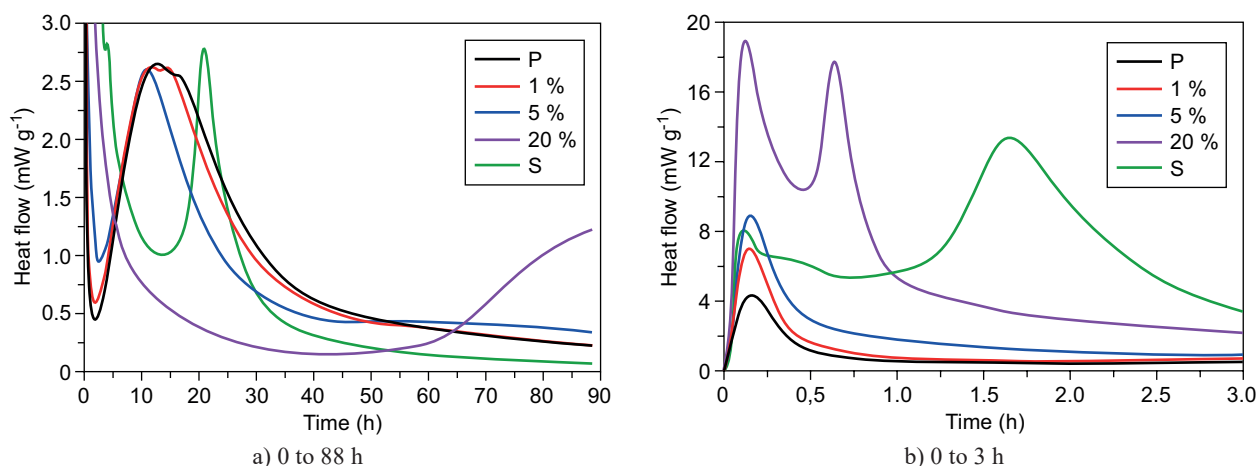 3.0
2.5
2.0
1.5
1.0
0.5
0
Heat flow (mW g-1)
P
1 %
5 %
20 %
S
0 10 20 30 40 50 60 70 80 90
Time (h)
a) 0 to 88 h
20
16
12
8
4
0
Heat flow (mW g-1)
P
1 %
5 %
20 %
S
0 0,5 1.0 1.5 2.0 2.5 3.0
Time (h)
b) 0 to 3 h